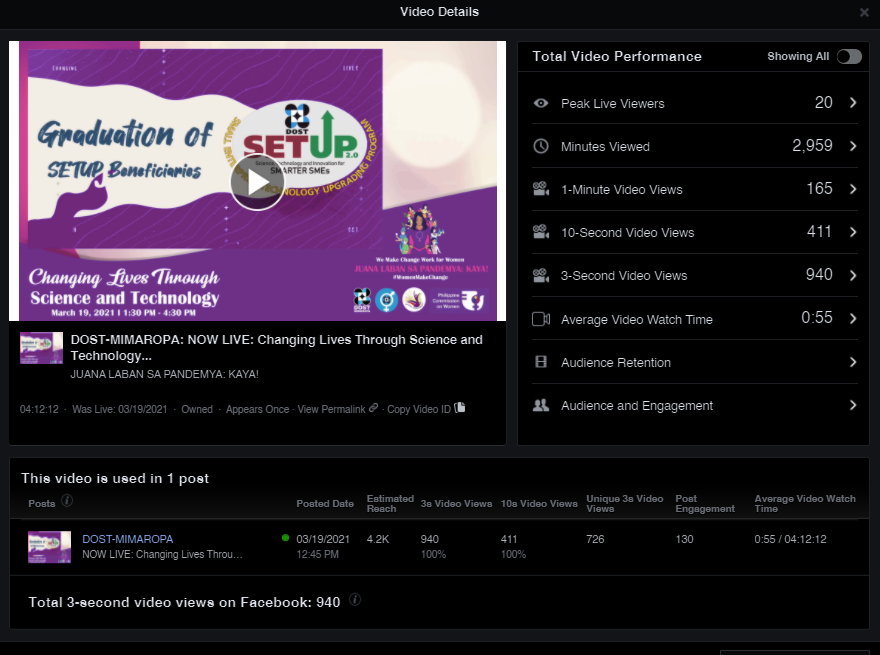 Video Details
CHANGING
LIVES
Graduation of
SETUP Beneficiaries
SMALL
UPGRADING PROGRAM
DOST
SETUP 2.0
Science, Technology and Innovation for
SMARTER SMEs
Changing Lives Through
Science and Technology
March 19, 2021 I 1:30 PM - 4:30 PM
We Make Change Work for Women
JUANA LABAN SA PANDEMYA: KAYA!
#WomenMakeChange
Philippine
Commission
on Women
DOST-MIMAROPA: NOW LIVE: Changing Lives Through Science and
Technology...
JUANA LABAN SA PANDEMYA: KAYA!
04:12:12 · Was Live: 03/19/2021 · Owned · Appears Once · View Permalink · Copy Video ID
Total Video Performance
Showing All
Peak Live Viewers 20
Minutes Viewed 2,959
1-Minute Video Views 165
10-Second Video Views 411
3-Second Video Views 940
Average Video Watch Time 0:55
Audience Retention
Audience and Engagement
This video is used in 1 post
Posts Posted Date Estimated Reach 3s Video Views 10s Video Views Unique 3s Video Views Post Engagement Average Video Watch Time
DOST-MIMAROPA 03/19/2021 4.2K 940 411 726 130 0:55 / 04:12:12
NOW LIVE: Changing Lives Throu... 12:45 PM 100% 100%
Total 3-second video views on Facebook: 940